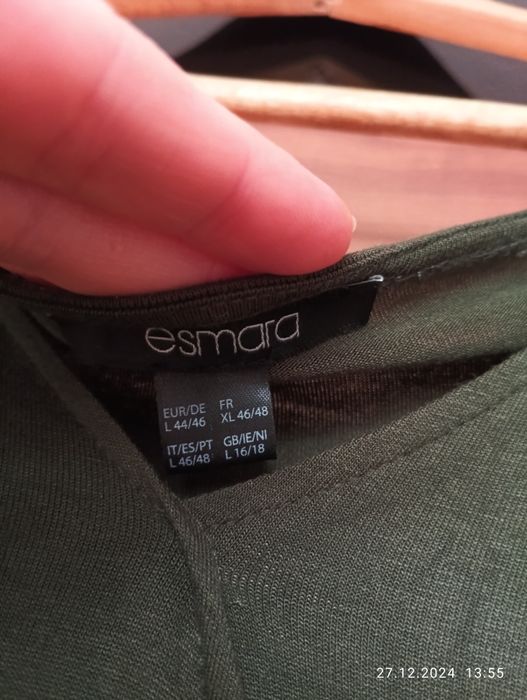 esmara
EUR/DE FR
L 44/46 XL 46/48
IT/ES/PT GB/IE/NI
L 46/48 L 16/18
27.12.2024 13:55